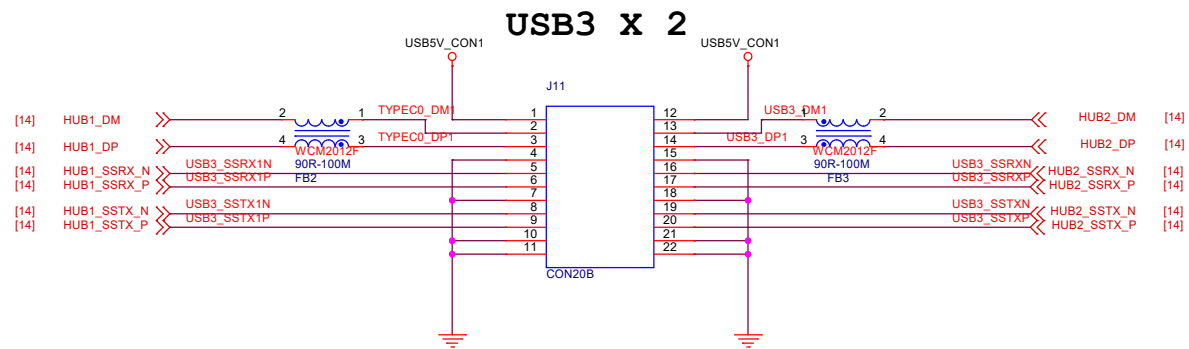 USB3 X 2
USB5V_CON1 USB5V_CON1
J11
[14] HUB1_DM 2 1 TYPEC0_DM1 1 12 USB3_DM1 1 2 HUB2_DM [14]
2 13
[14] HUB1_DP 4 3 TYPEC0_DP1 3 14 USB3_DP1 3 4 HUB2_DP [14]
WCM2012F 4 15 WCM2012F
[14] HUB1_SSRX_N USB3_SSRX1N 90R-100M 5 16 90R-100M USB3_SSRXN HUB2_SSRX_N [14]
[14] HUB1_SSRX_P USB3_SSRX1P FB2 6 17 FB3 USB3_SSRXP HUB2_SSRX_P [14]
7 18
[14] HUB1_SSTX_N USB3_SSTX1N 8 19 USB3_SSTXN HUB2_SSTX_N [14]
[14] HUB1_SSTX_P USB3_SSTX1P 9 20 USB3_SSTXP HUB2_SSTX_P [14]
10 21
11 22
CON20B